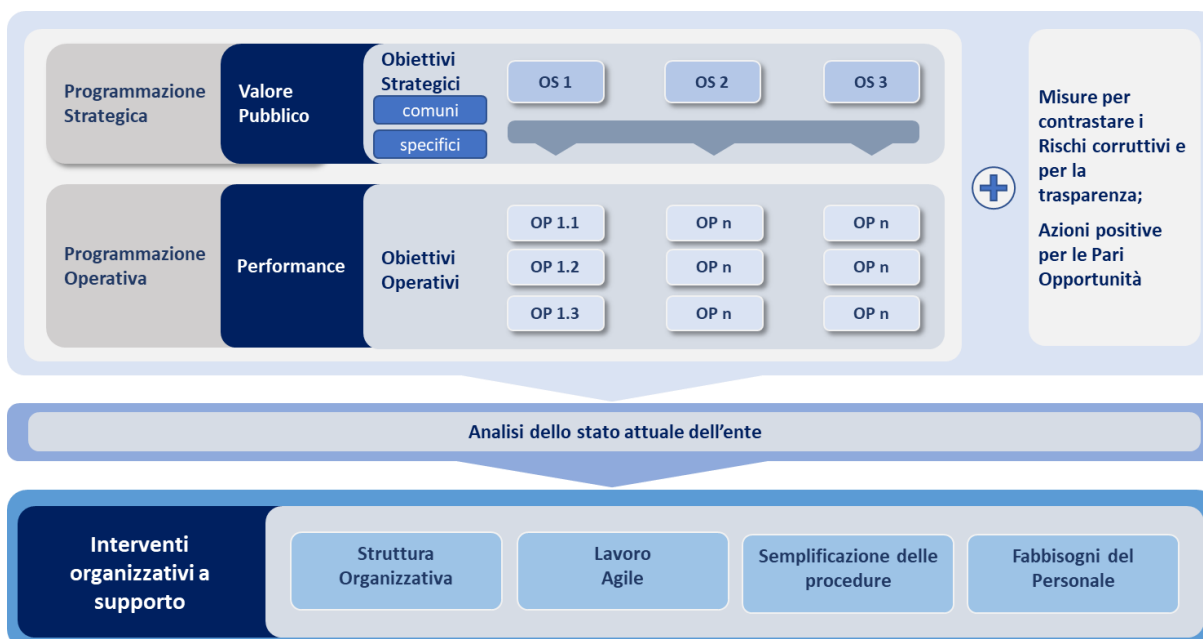 Programmazione
Strategica
Valore
Pubblico
Obiettivi
Strategici
comuni
specifici
OS 1
OS 2
OS 3
Programmazione
Operativa
Performance
Obiettivi
Operativi
OP 1.1
OP n
OP n
OP 1.2
OP n
OP n
OP 1.3
OP n
OP n
Misure per
contrastare i
Rischi corruttivi e
per la
trasparenza;
Azioni positive
per le Pari
Opportunità
Analisi dello stato attuale dell'ente
Interventi
organizzativi a
supporto
Struttura
Organizzativa
Lavoro
Agile
Semplificazione delle
procedure
Fabbisogni del
Personale